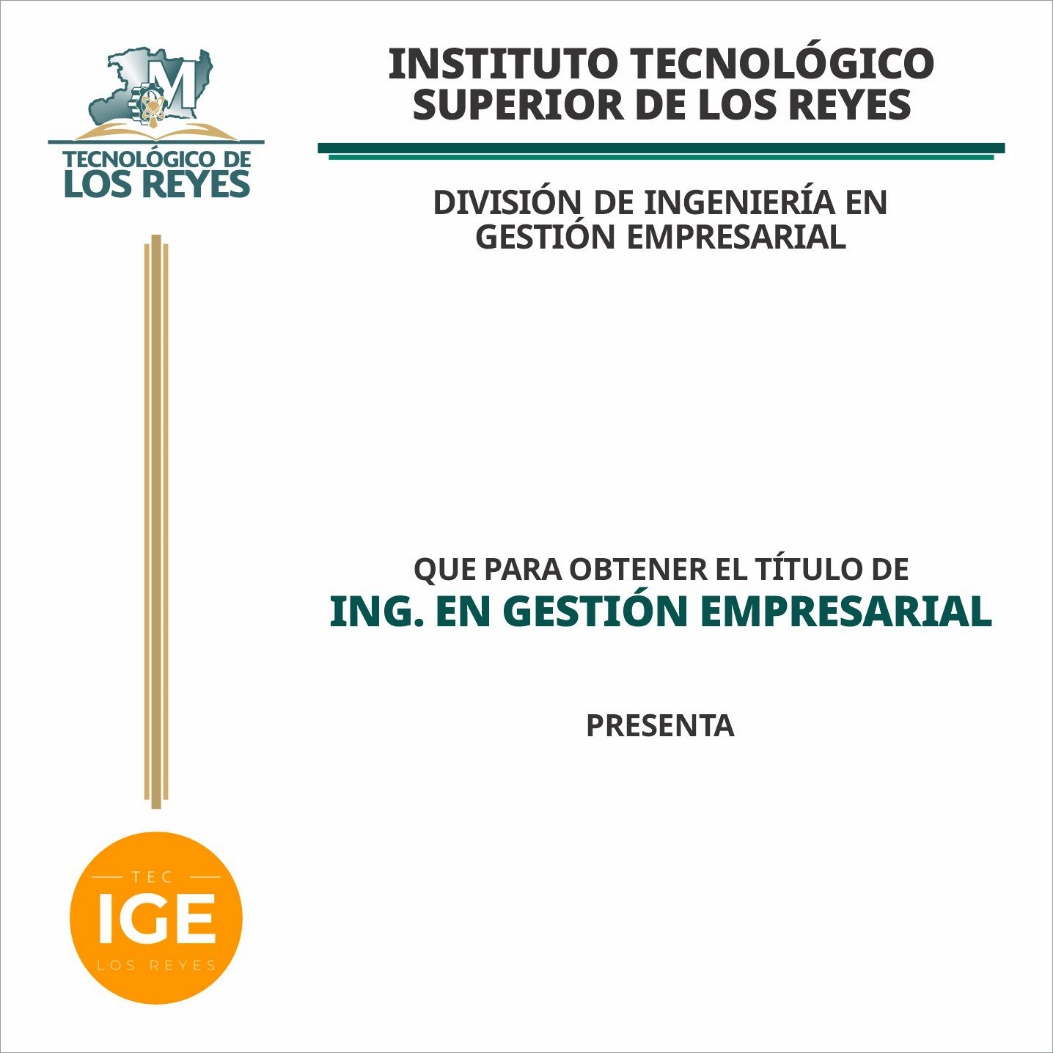 M
TECNOLÓGICO DE
LOS REYES
INSTITUTO TECNOLÓGICO
SUPERIOR DE LOS REYES
DIVISIÓN DE INGENIERÍA EN
GESTIÓN EMPRESARIAL
QUE PARA OBTENER EL TÍTULO DE
ING. EN GESTIÓN EMPRESARIAL
PRESENTA
TEC
IGE
LOS REYES